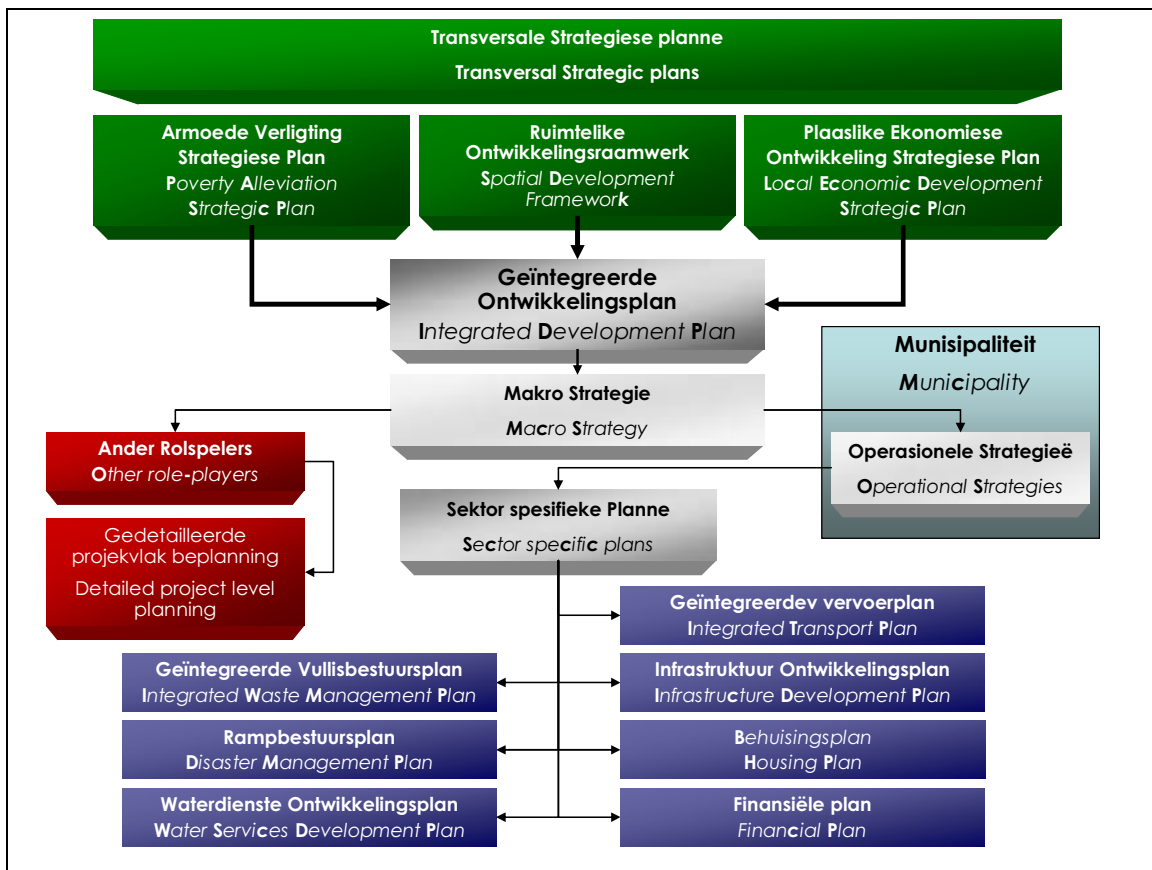 Transversale Strategiese planne
Transversal Strategic plans
Armoede Verligting
Strategiese Plan
Poverty Alleviation
Strategic Plan
Ruimtelike
Ontwikkelingsraamwerk
Spatial Development
Framework
Plaaslike Ekonomiese
Ontwikkeling Strategiese Plan
Local Economic Development
Strategic Plan
Geïntegreerde
Ontwikkelingsplan
Integrated Development Plan
Munisipaliteit
Municipality
Makro Strategie
Macro Strategy
Ander Rolspelers
Other role-players
Operasionele Strategieë
Operational Strategies
Sektor spesifieke Planne
Sector specific plans
Gedetailleerde
projekvlak beplanning
Detailed project level
planning
Geïntegreerdev vervoerplan
Integrated Transport Plan
Geïntegreerde Vullisbestuursplan
Integrated Waste Management Plan
Infrastruktuur Ontwikkelingsplan
Infrastructure Development Plan
Rampbestuursplan
Disaster Management Plan
Behuisingsplan
Housing Plan
Waterdienste Ontwikkelingsplan
Water Services Development Plan
Finansiële plan
Financial Plan